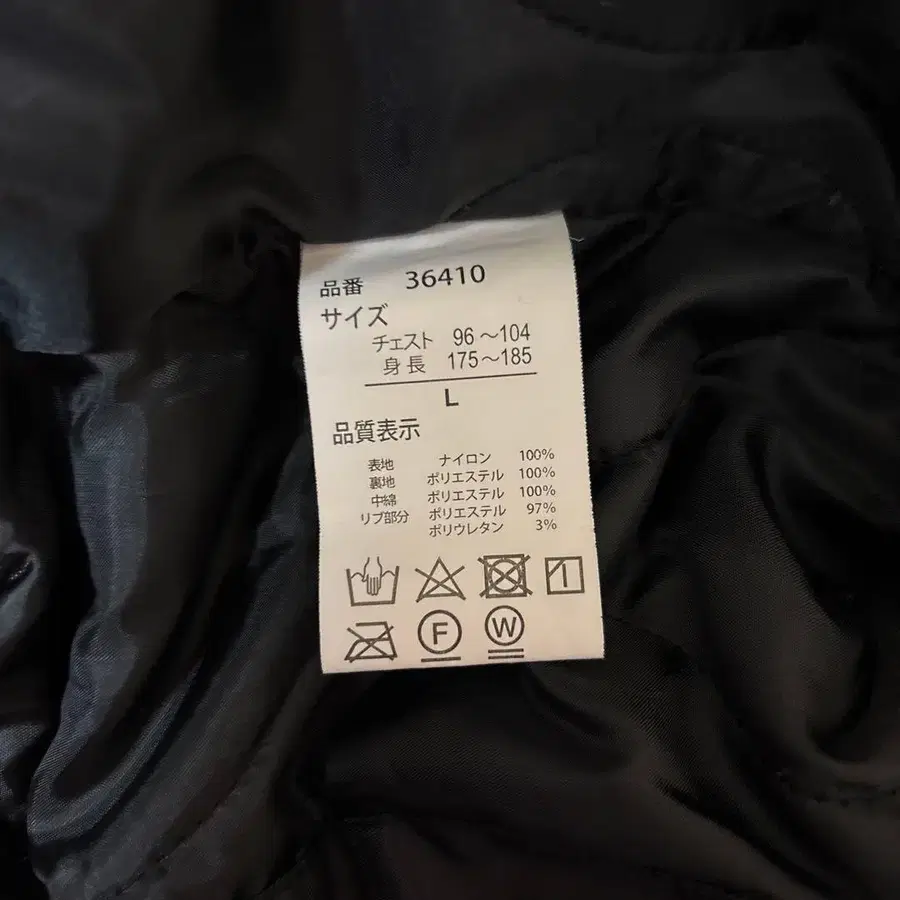 品番 36410
サイズ
チェスト 96～104
身長 175～185
L
品質表示
表地 ナイロン 100%
裏地 ポリエステル 100%
中綿 ポリエステル 100%
リブ部分 ポリエステル 97%
ポリウレタン 3%
F W